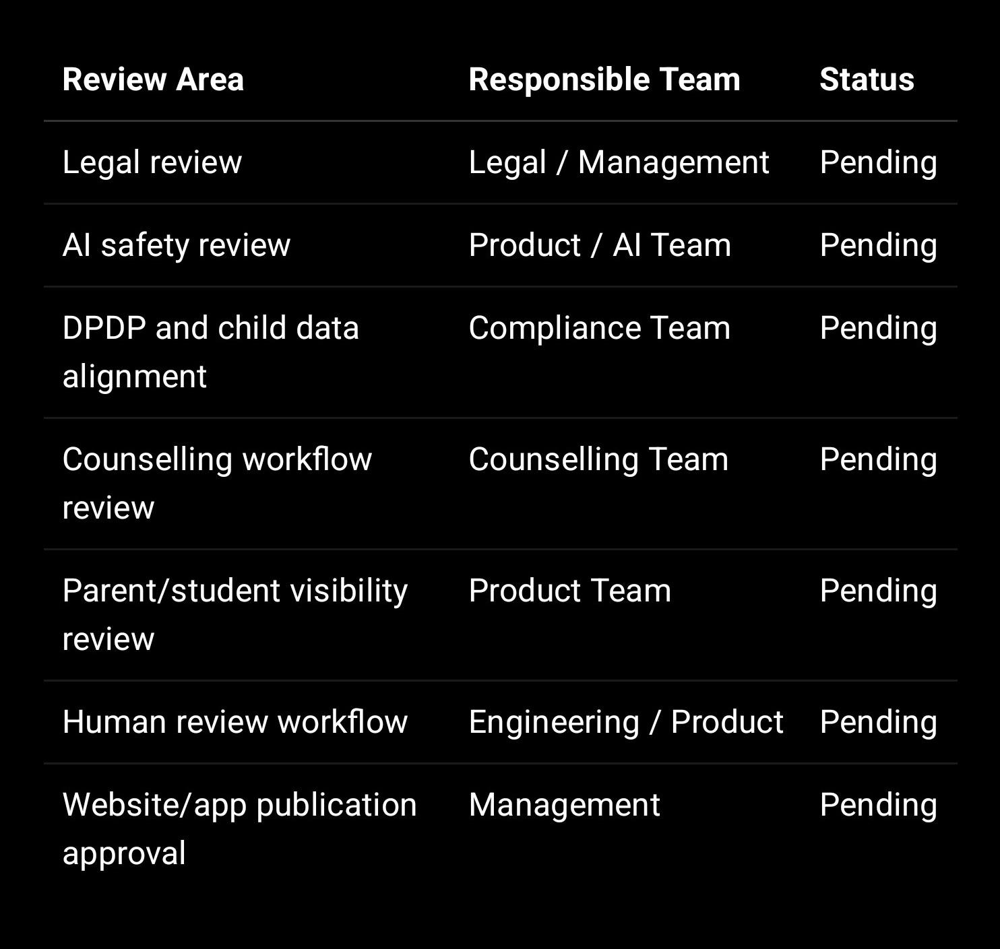 Review Area Responsible Team Status
Legal review Legal / Management Pending
AI safety review Product / AI Team Pending
DPDP and child data Compliance Team Pending
alignment
Counselling workflow Counselling Team Pending
review
Parent/student visibility Product Team Pending
review
Human review workflow Engineering / Product Pending
Website/app publication Management Pending
approval